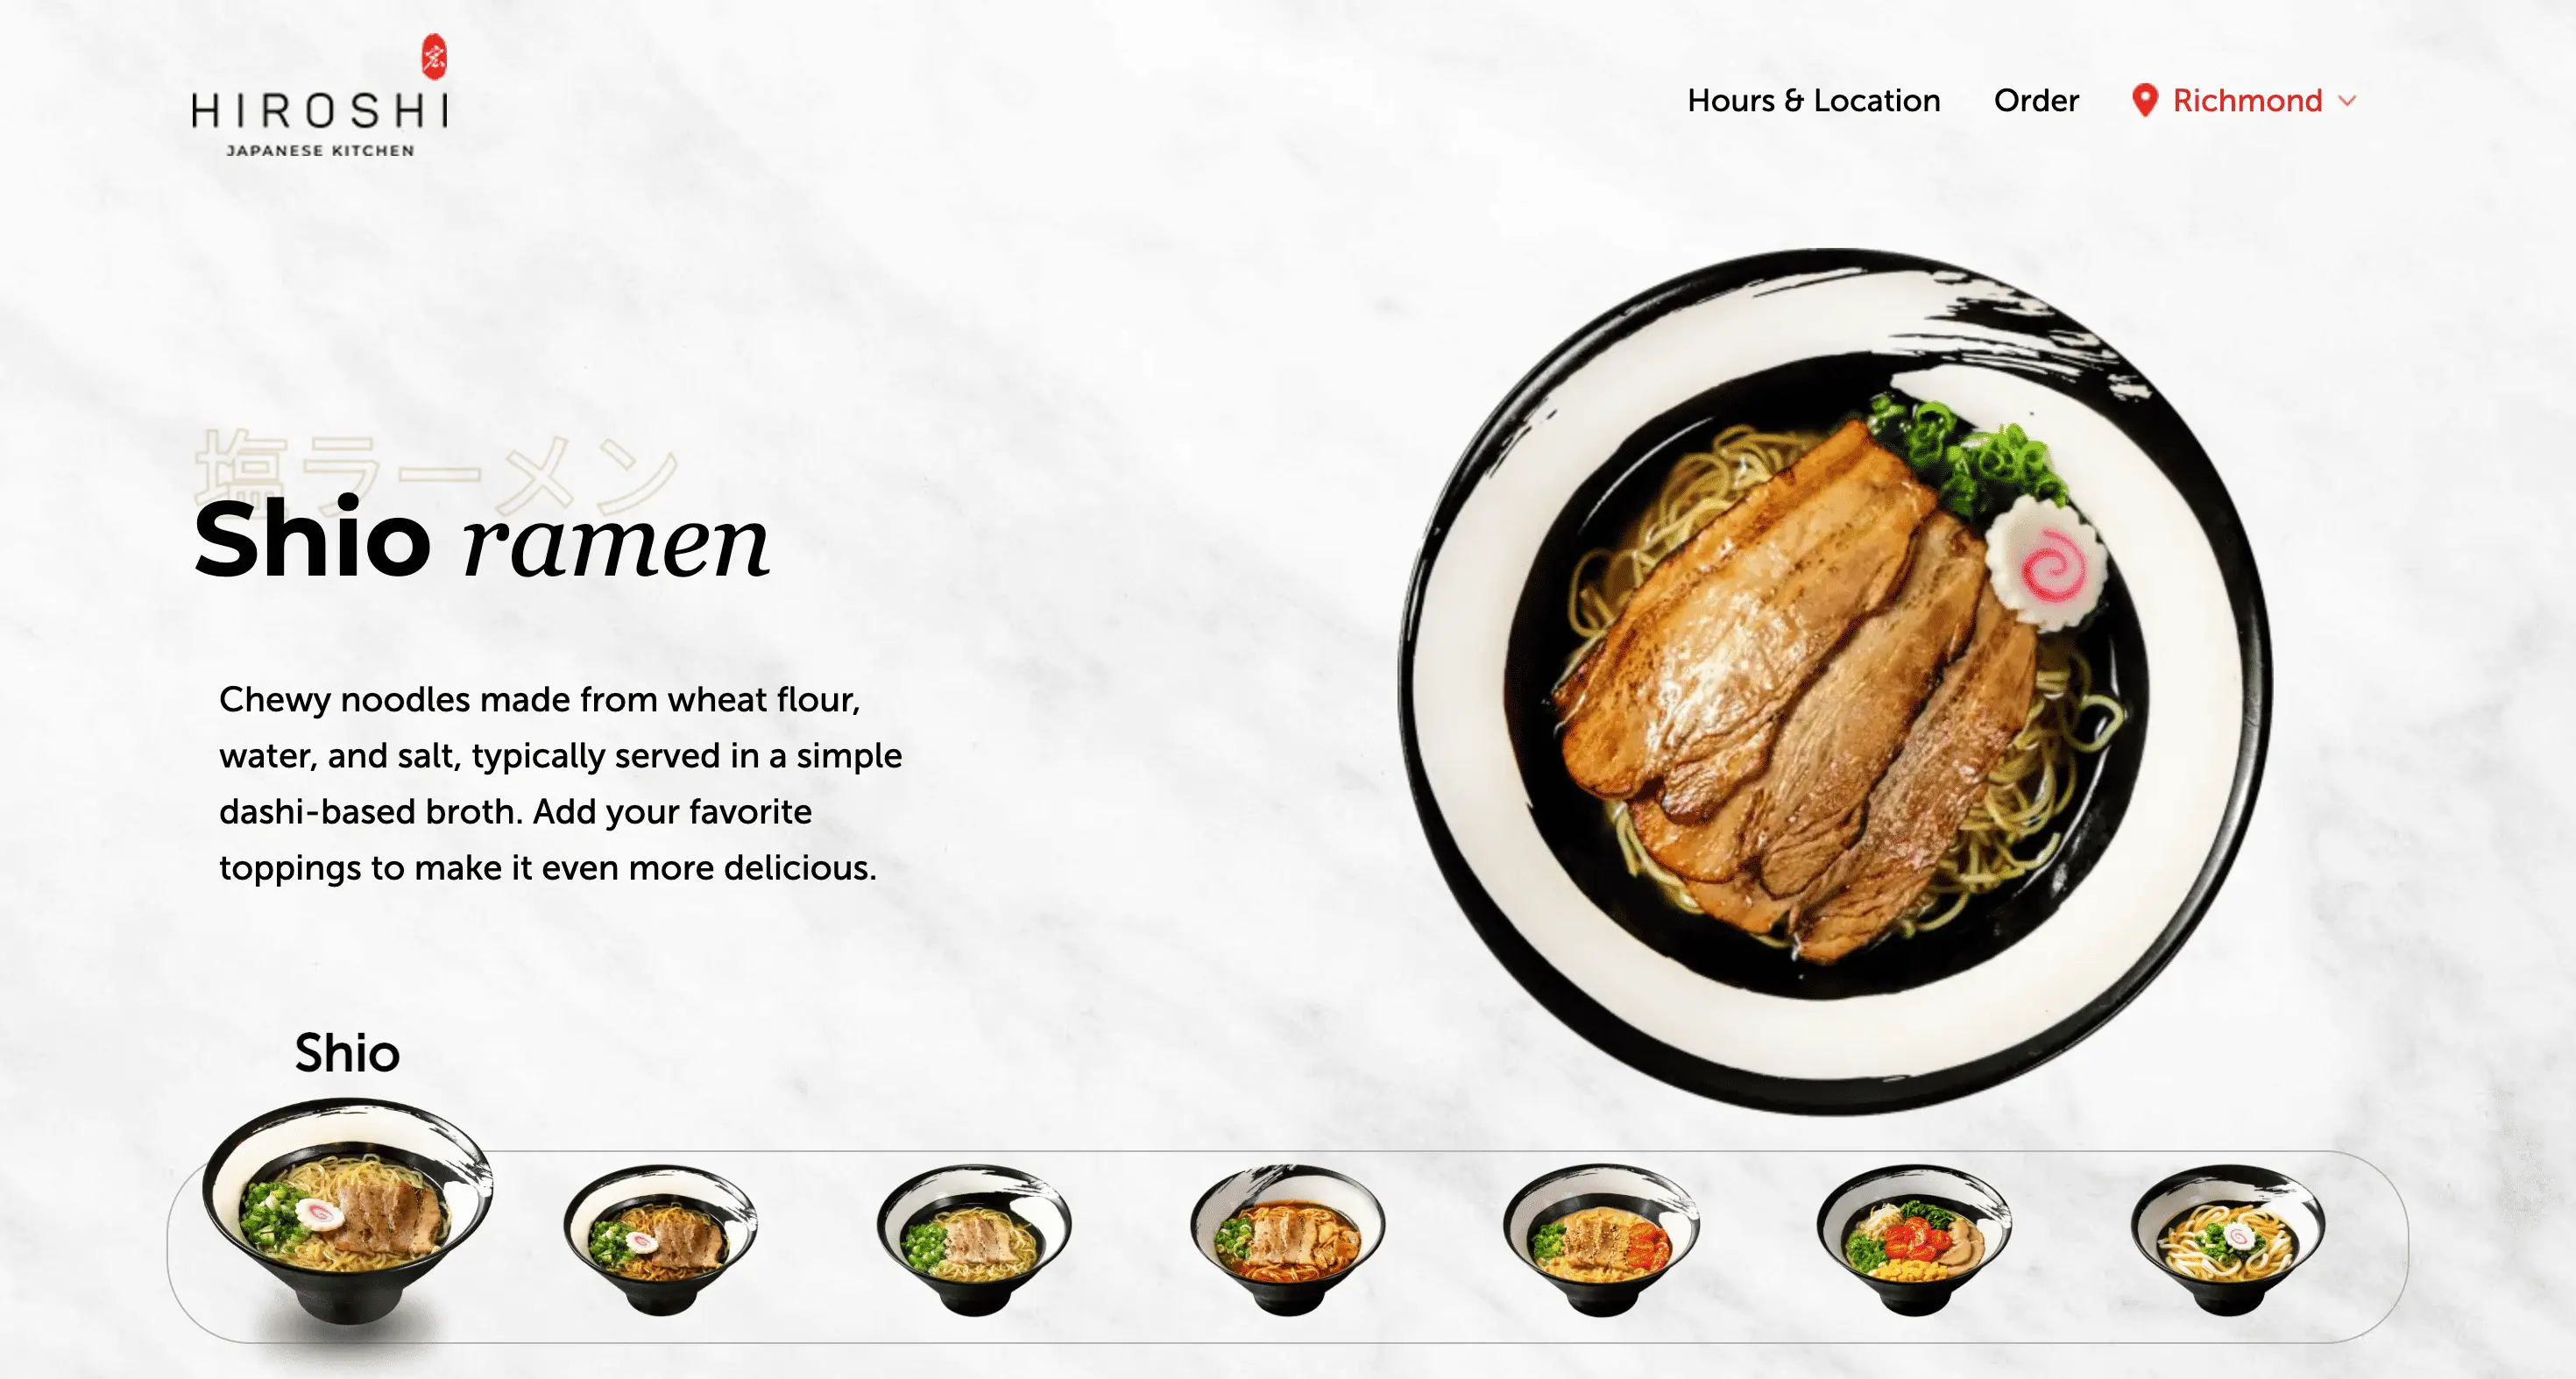 宏
HIROSHI
JAPANESE KITCHEN
Hours & Location
Order
Richmond
塩ラーメン
Shio ramen
Chewy noodles made from wheat flour,
water, and salt, typically served in a simple
dashi-based broth. Add your favorite
toppings to make it even more delicious.
Shio